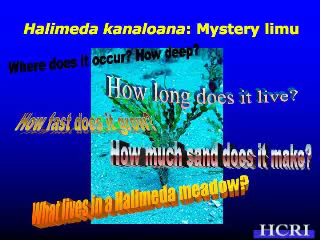 Halimeda kanaloana: Mystery limu
Where does it occur? How deep?
How long does it live?
How fast does it grow?
How much sand does it make?
What lives in a Halimeda meadow?
HCRI